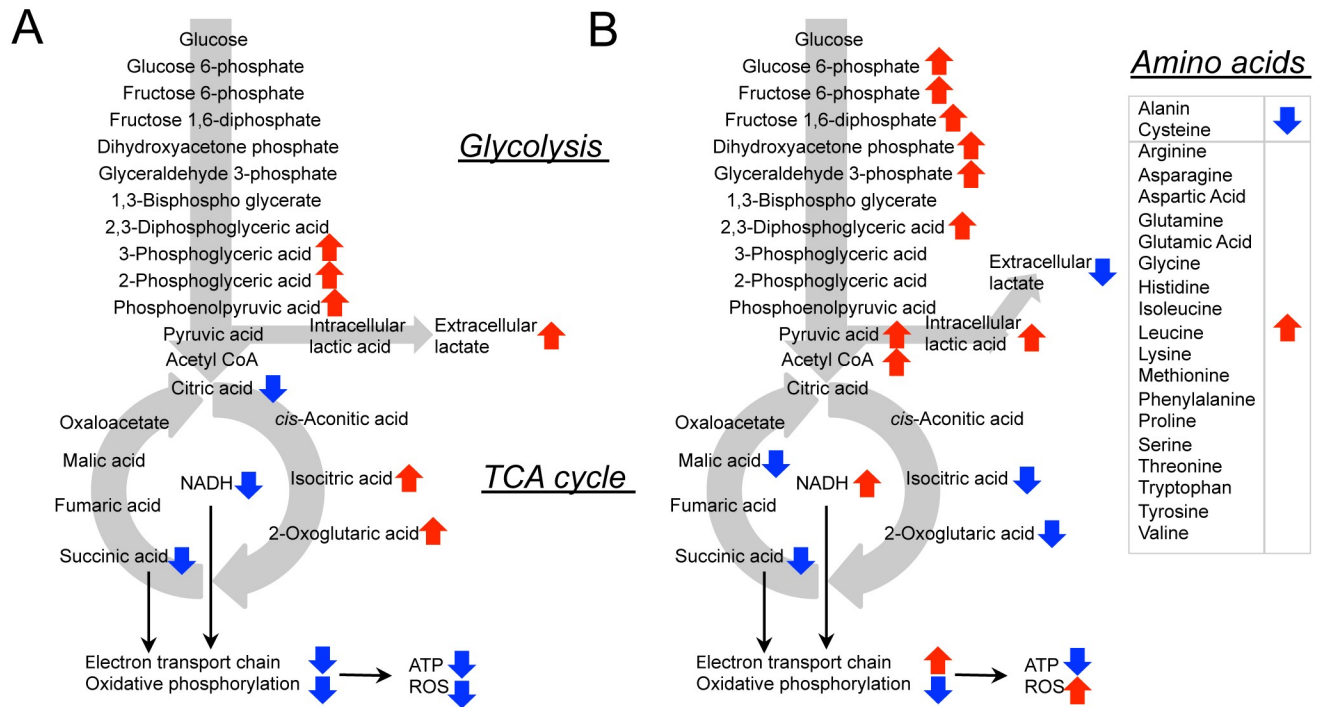 A
Glucose
Glucose 6-phosphate
Fructose 6-phosphate
Fructose 1,6-diphosphate
Dihydroxyacetone phosphate
Glyceraldehyde 3-phosphate
1,3-Bisphospho glycerate
2,3-Diphosphoglyceric acid
3-Phosphoglyceric acid
2-Phosphoglyceric acid
Phosphoenolpyruvic acid
Pyruvic acid
Intracellular
lactic acid
Extracellular
lactate
Acetyl CoA
Citric acid
cis-Aconitic acid
Oxaloacetate
Malic acid
NADH
Isocitric acid
Fumaric acid
2-Oxoglutaric acid
Succinic acid
Electron transport chain
Oxidative phosphorylation
ATP
ROS
Glycolysis
TCA cycle
B
Glucose
Glucose 6-phosphate
Fructose 6-phosphate
Fructose 1,6-diphosphate
Dihydroxyacetone phosphate
Glyceraldehyde 3-phosphate
1,3-Bisphospho glycerate
2,3-Diphosphoglyceric acid
3-Phosphoglyceric acid
2-Phosphoglyceric acid
Phosphoenolpyruvic acid
Pyruvic acid
Intracellular
lactic acid
Extracellular
lactate
Acetyl CoA
Citric acid
cis-Aconitic acid
Oxaloacetate
Malic acid
NADH
Isocitric acid
Fumaric acid
2-Oxoglutaric acid
Succinic acid
Electron transport chain
Oxidative phosphorylation
ATP
ROS
Amino acids
Alanin
Cysteine
Arginine
Asparagine
Aspartic Acid
Glutamine
Glutamic Acid
Glycine
Histidine
Isoleucine
Leucine
Lysine
Methionine
Phenylalanine
Proline
Serine
Threonine
Tryptophan
Tyrosine
Valine